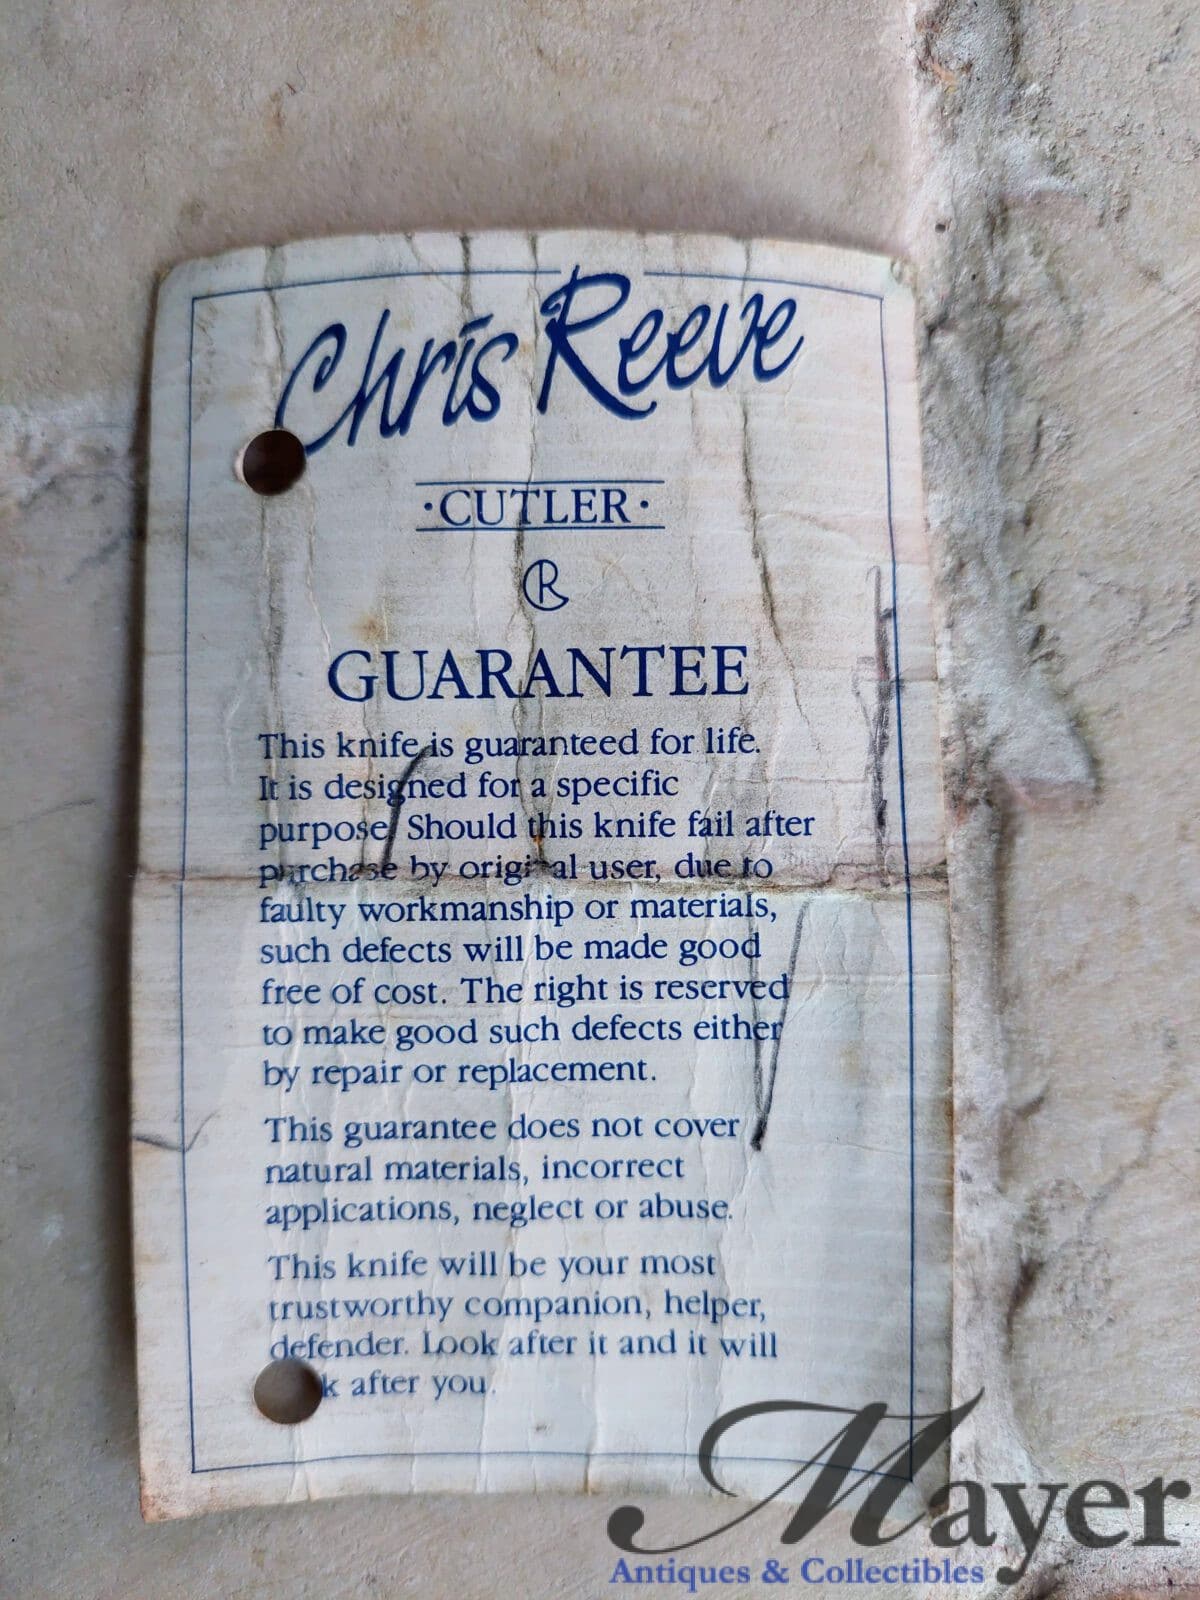 Chris Reeve
·CUTLER·
CR
GUARANTEE
This knife is guaranteed for life.
It is designed for a specific
purpose. Should this knife fail after
purchase by original user, due to
faulty workmanship or materials,
such defects will be made good
free of cost. The right is reserved
to make good such defects either
by repair or replacement.
This guarantee does not cover
natural materials, incorrect
applications, neglect or abuse.
This knife will be your most
trustworthy companion, helper,
defender. Look after it and it will
k after you.
Mayer
Antiques & Collectibles